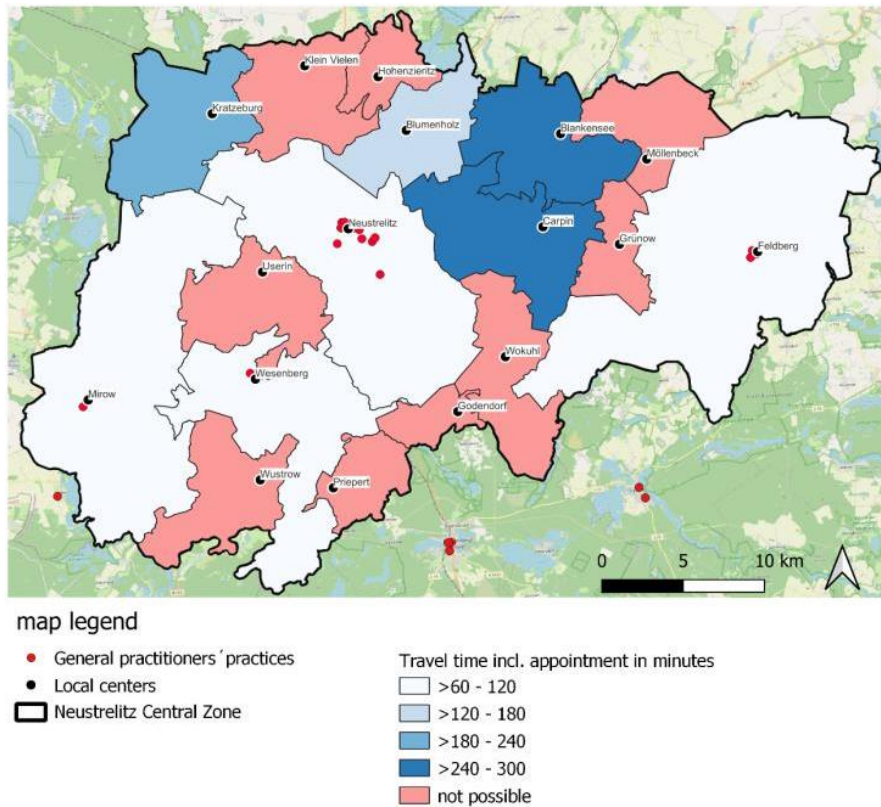 Klein Vielen
Hohenzieritz
Kratzeburg
Blumenholz
Blankensee
Möllenbeck
Neustrelitz
Carpin
Grünow
Feldberg
Userin
Wokuhl
Wesenberg
Mirow
Godendorf
Wustrow
Priepert
0 5 10 km
map legend
General practitioners´practices
Local centers
Neustrelitz Central Zone
Travel time incl. appointment in minutes
>60 - 120
>120 - 180
>180 - 240
>240 - 300
not possible